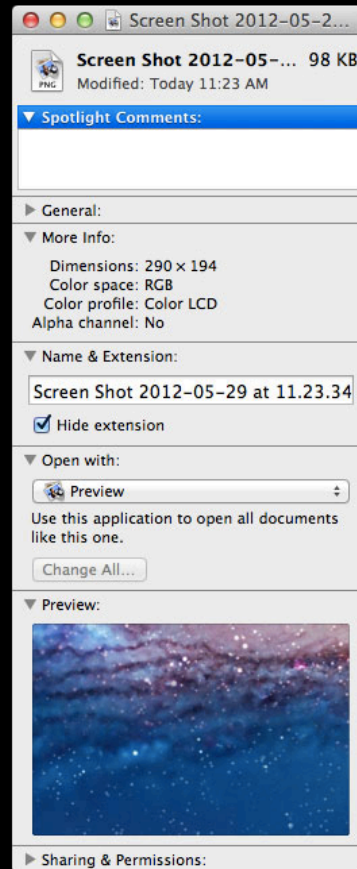 Screen Shot 2012-05-2...
Screen Shot 2012-05-... 98 KB
PNG
Modified: Today 11:23 AM
Spotlight Comments:
General:
More Info:
Dimensions: 290 × 194
Color space: RGB
Color profile: Color LCD
Alpha channel: No
Name & Extension:
Screen Shot 2012-05-29 at 11.23.34
Hide extension
Open with:
Preview
Use this application to open all documents
like this one.
Change All...
Preview:
Sharing & Permissions: